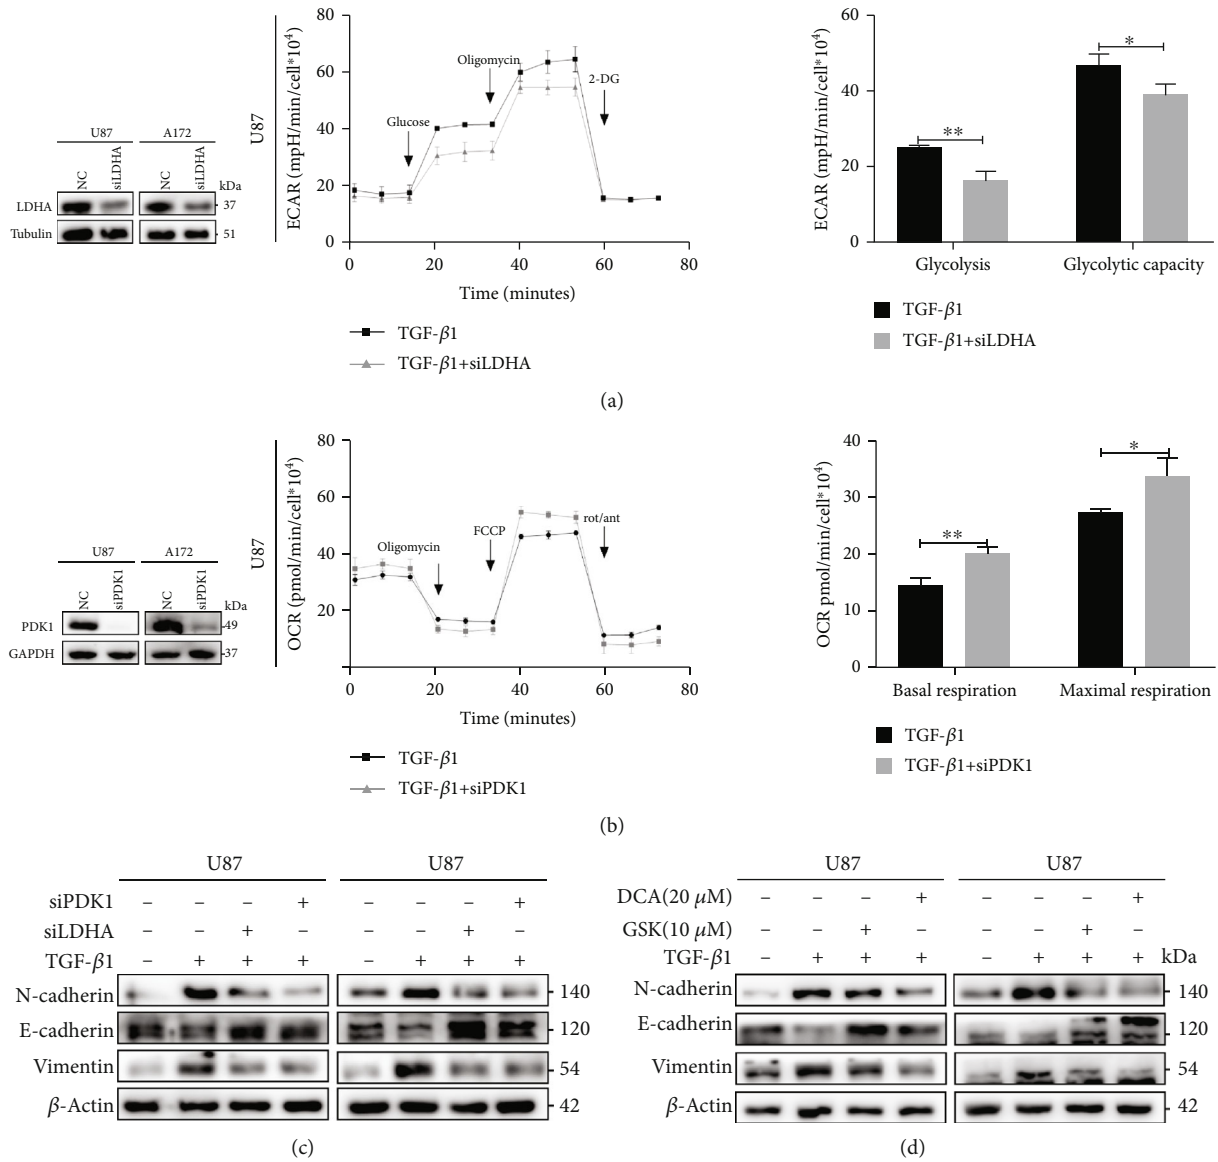 U87 A172
NC siLDHA NC siLDHA kDa
LDHA 37
Tubulin 51
U87
ECAR (mpH/min/cell*10⁴)
80
60
40
20
0
Glucose
Oligomycin
2-DG
0 20 40 60 80
Time (minutes)
TGF-β1
TGF-β1+siLDHA
ECAR (mpH/min/cell*10⁴)
60
40
20
0
**
*
Glycolysis Glycolytic capacity
TGF-β1
TGF-β1+siLDHA
(a)
U87 A172
NC siPDK1 NC siPDK1 kDa
PDK1 49
GAPDH 37
U87
OCR (pmol/min/cell*10⁴)
80
60
40
20
Oligomycin
FCCP
rot/ant
0 20 40 60 80
Time (minutes)
TGF-β1
TGF-β1+siPDK1
OCR pmol/min/cell*10⁴)
40
30
20
10
0
**
*
Basal respiration Maximal respiration
TGF-β1
TGF-β1+siPDK1
(b)
U87 U87
siPDK1 – – – + – – – +
siLDHA – – + – – – + –
TGF-β1 – + + + – + + +
N-cadherin 140
E-cadherin 120
Vimentin 54
β-Actin 42
(c)
U87 U87
DCA(20 μM) – – – + – – – +
GSK(10 μM) – – + – – – + –
TGF-β1 – + + + – + + + kDa
N-cadherin 140
E-cadherin 120
Vimentin 54
β-Actin 42
(d)